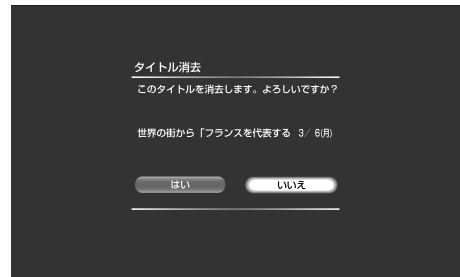 タイトル消去
このタイトルを消去します。よろしいですか？
世界の街から「フランスを代表する 3/ 6(月)
はい いいえ